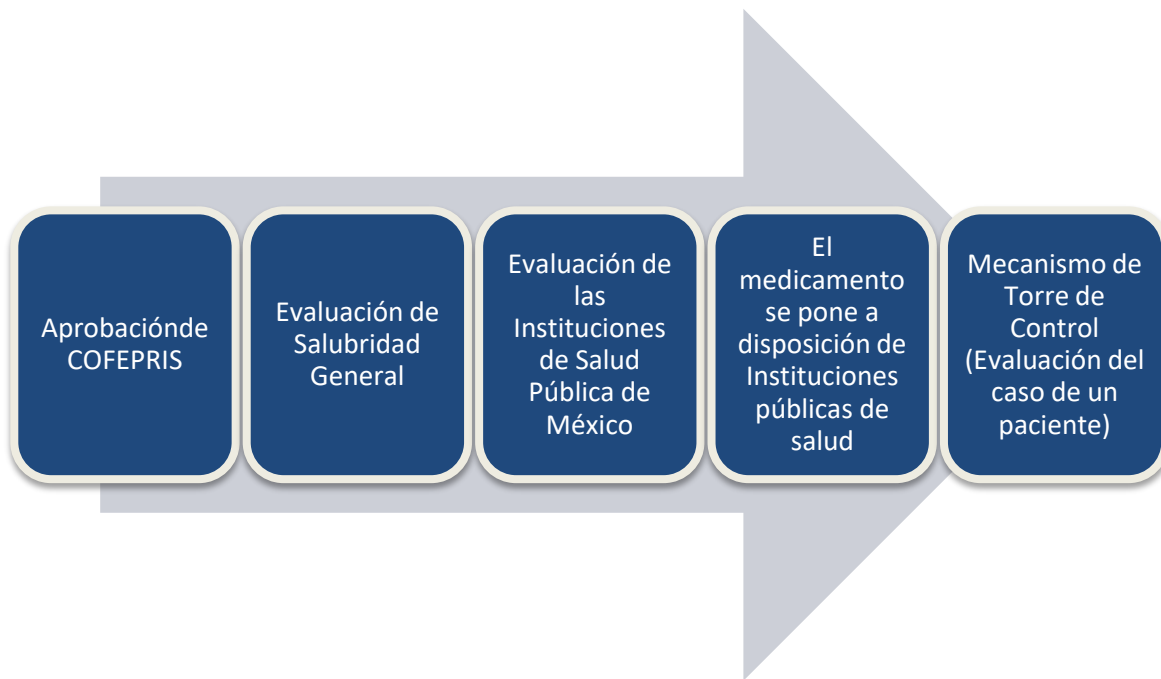 Aprobaciónde
COFEPRIS
Evaluación de
Salubridad
General
Evaluación de
las
Instituciones
de Salud
Pública de
México
El
medicamento
se pone a
disposición de
Instituciones
públicas de
salud
Mecanismo de
Torre de
Control
(Evaluación del
caso de un
paciente)